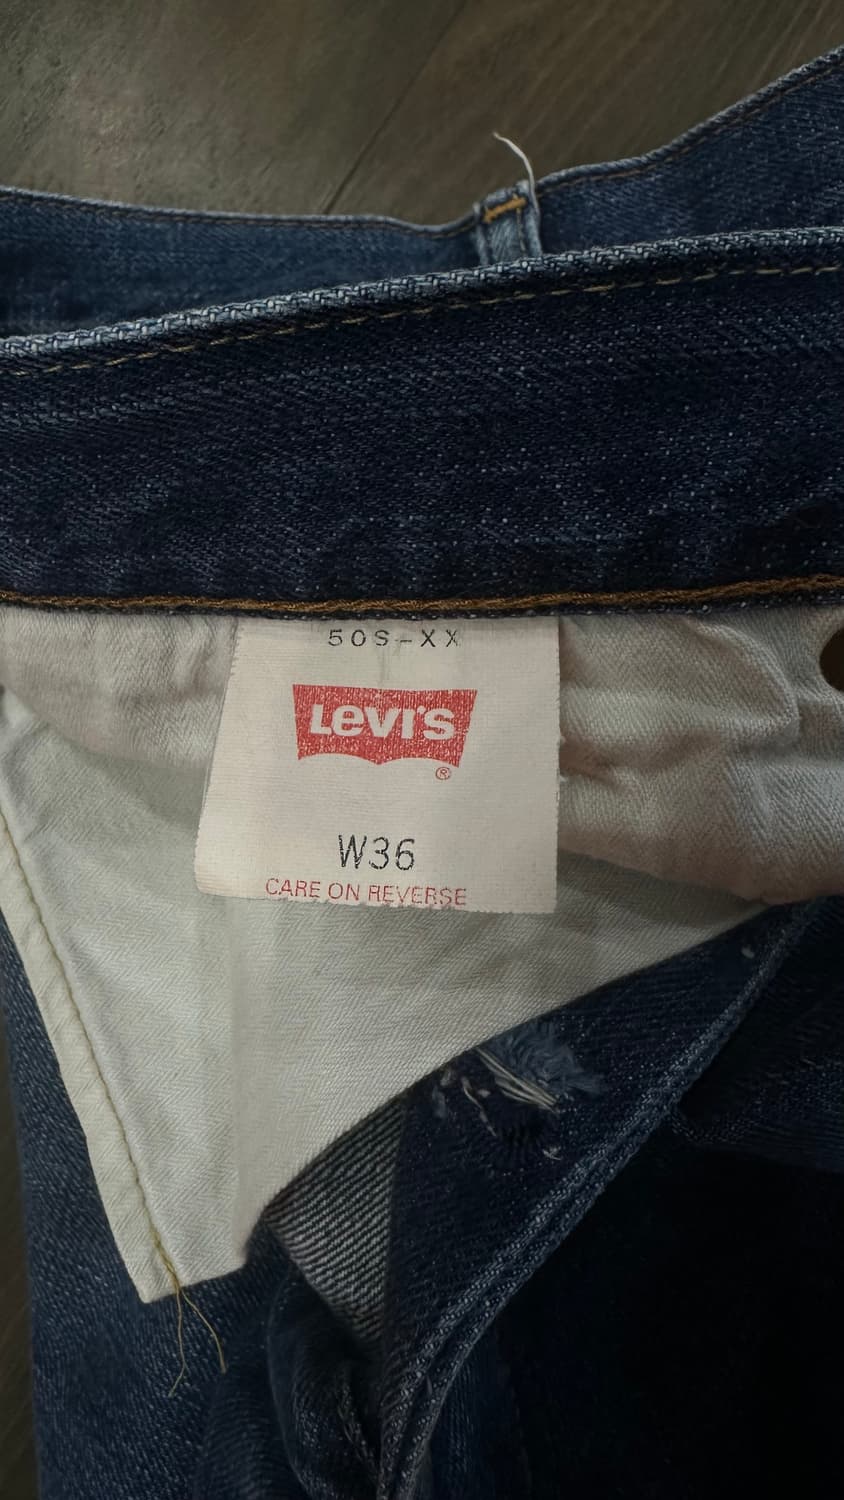 50S-XX
LEVI'S
®
W36
CARE ON REVERSE